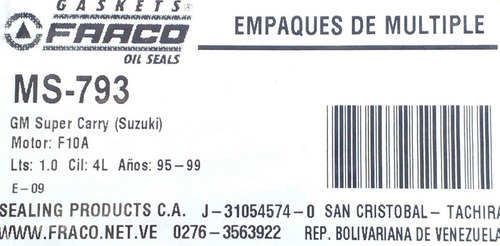 GASKETS
FRACO
OIL SEALS
EMPAQUES DE MULTIPLE
MS-793
GM Super Carry (Suzuki)
Motor: F10A
Lts: 1.0 Cil: 4L Años: 95-99
E-09
SEALING PRODUCTS C.A. J-31054574-0 SAN CRISTOBAL - TACHIRA
WWW.FRACO.NET.VE 0276-3563922 REP. BOLIVARIANA DE VENEZUELA